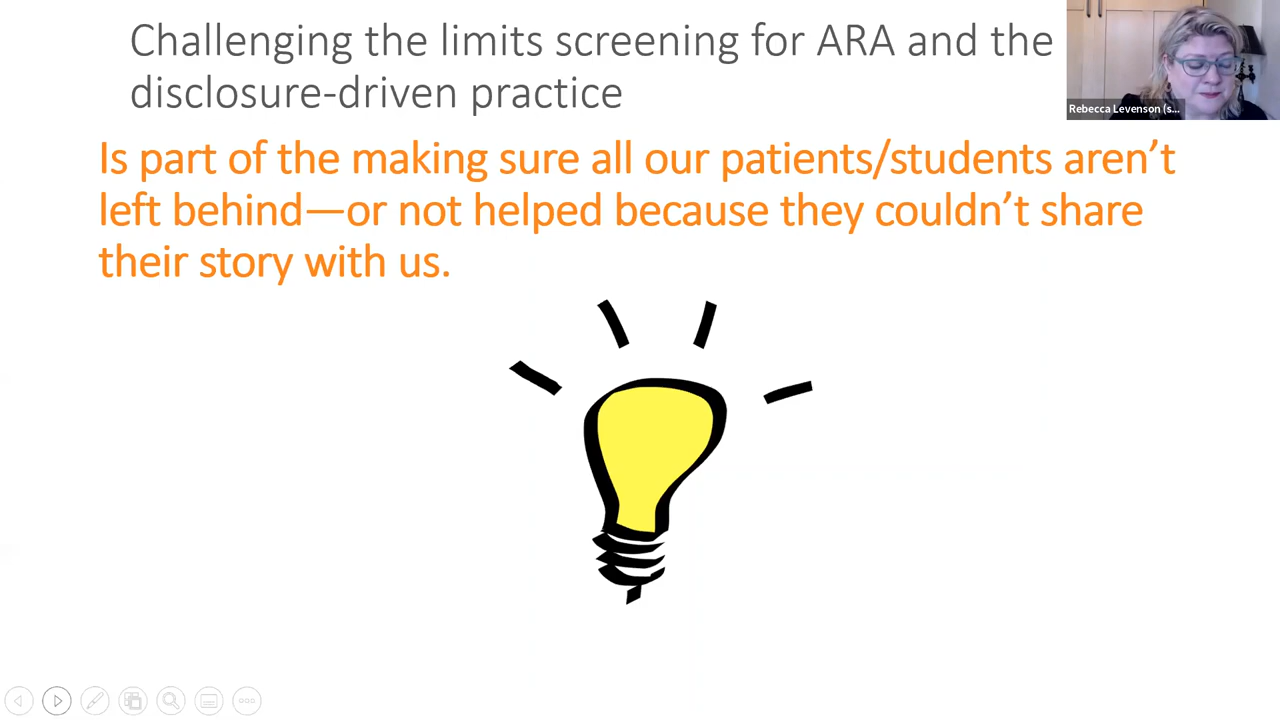 Challenging the limits screening for ARA and the
disclosure-driven practice
Rebecca Levenson (s...
Is part of the making sure all our patients/students aren’t
left behind—or not helped because they couldn’t share
their story with us.